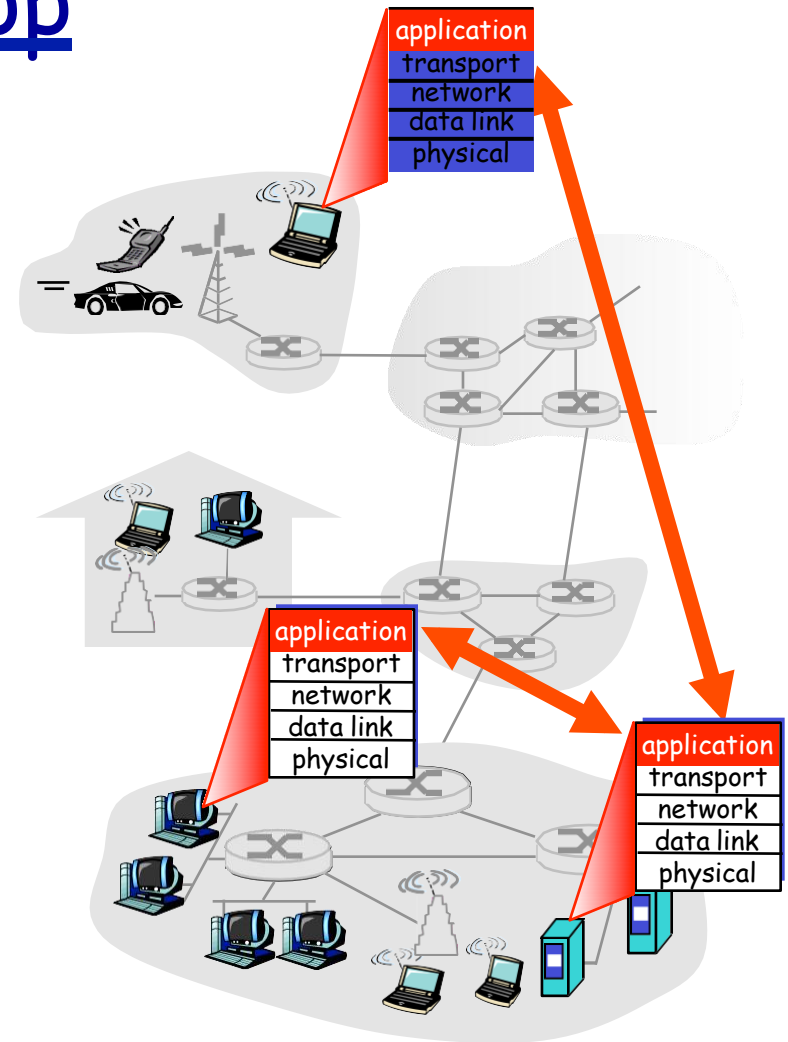 application
transport
network
data link
physical
application
transport
network
data link
physical
application
transport
network
data link
physical